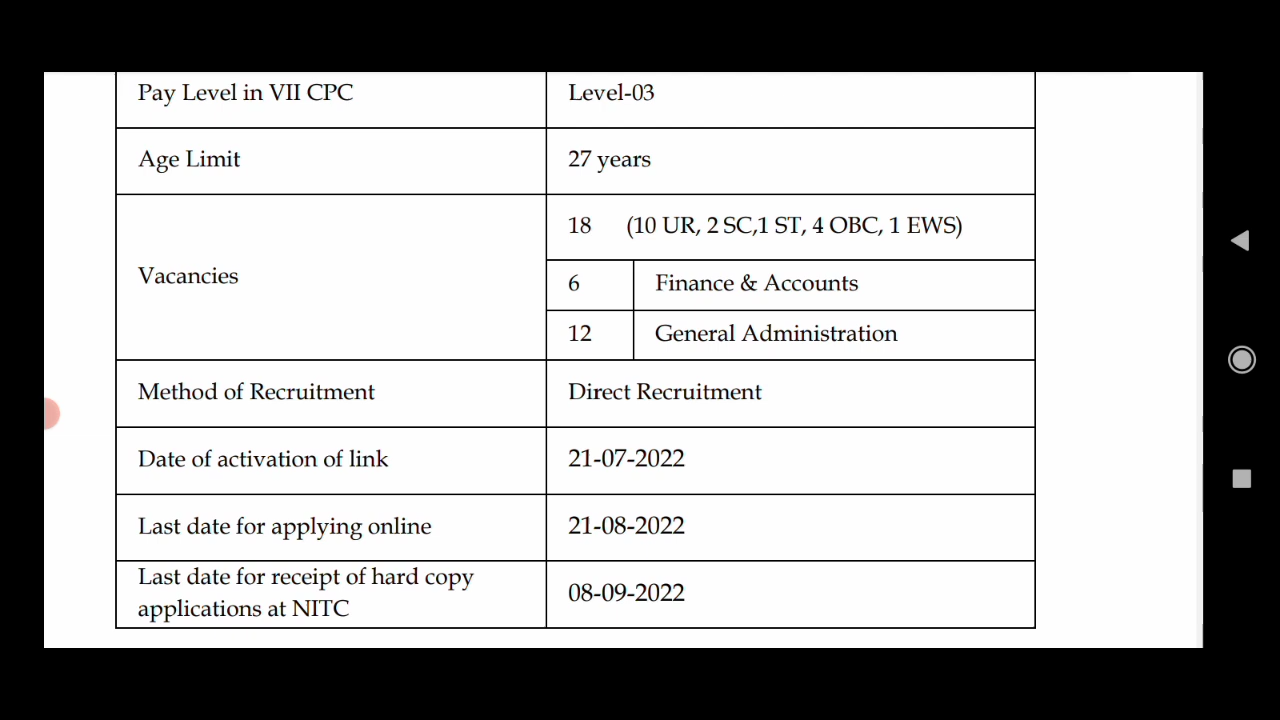 Pay Level in VII CPC
Level-03
Age Limit
27 years
Vacancies
18 (10 UR, 2 SC,1 ST, 4 OBC, 1 EWS)
6 Finance & Accounts
12 General Administration
Method of Recruitment
Direct Recruitment
Date of activation of link
21-07-2022
Last date for applying online
21-08-2022
Last date for receipt of hard copy
applications at NITC
08-09-2022